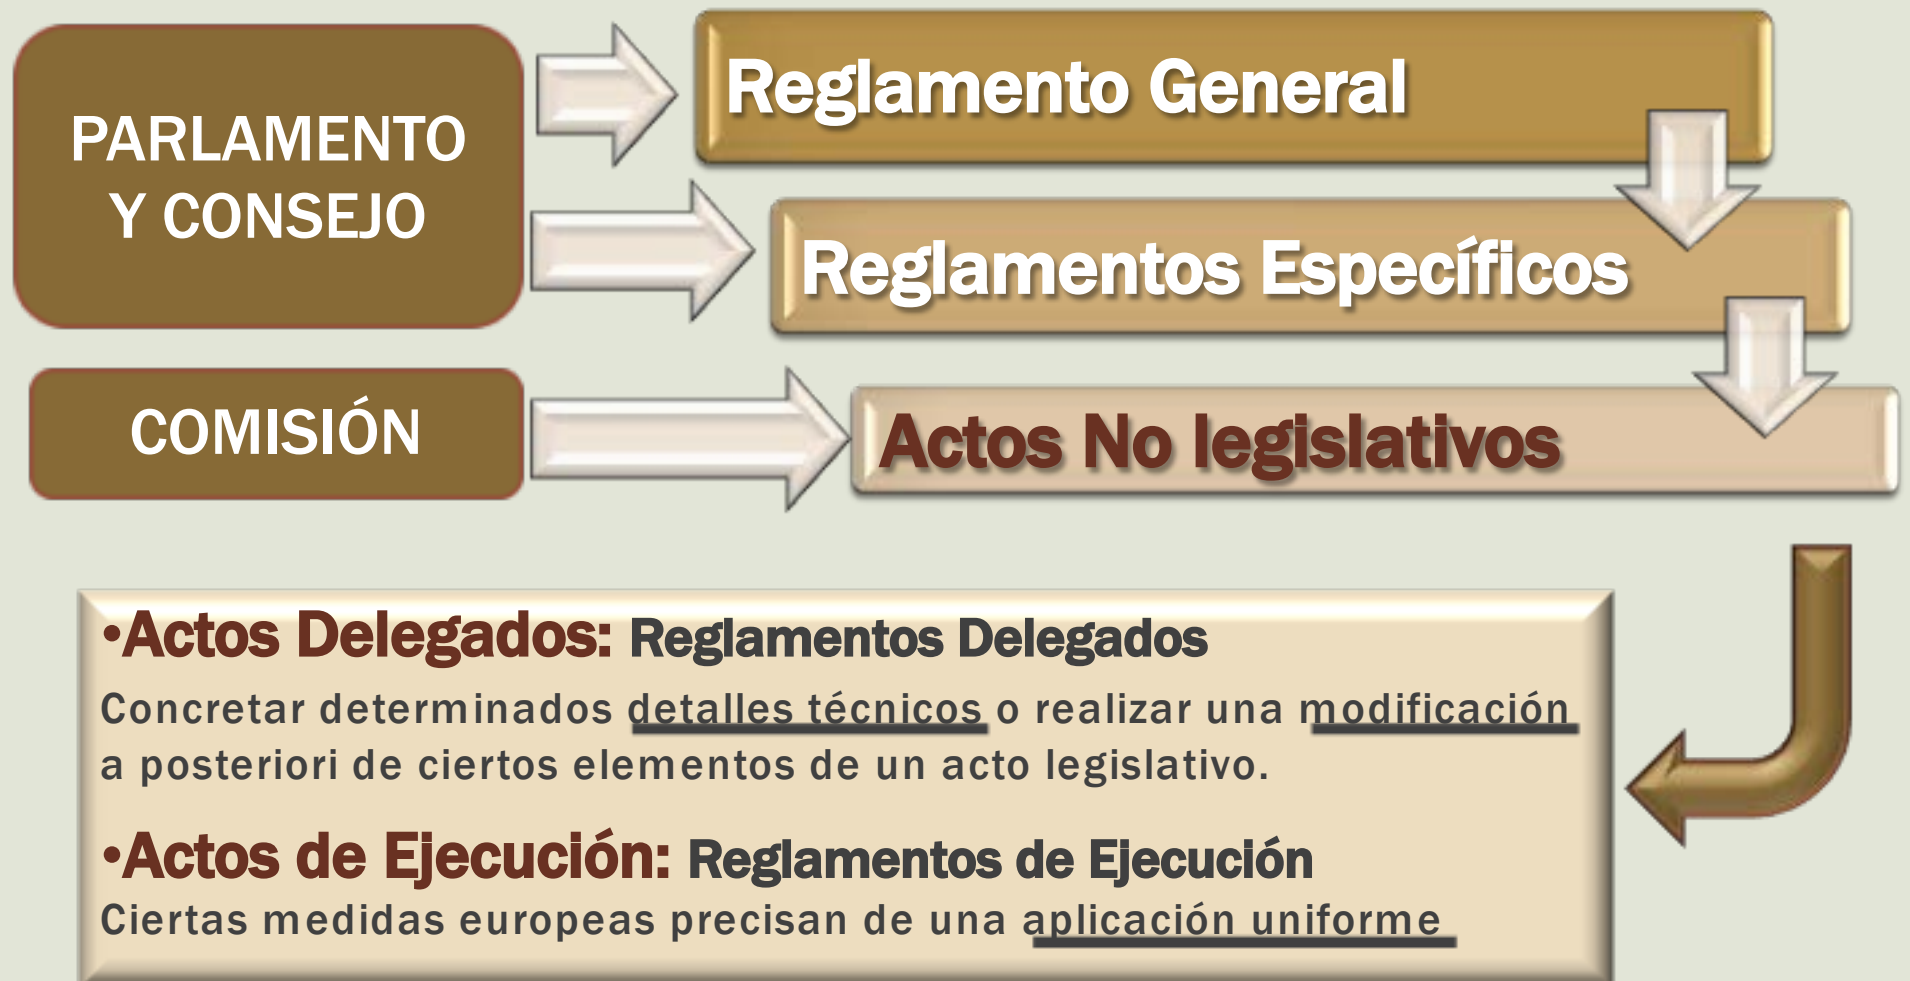 PARLAMENTO
Y CONSEJO
Reglamento General
Reglamentos Específicos
COMISIÓN
Actos No legislativos
•Actos Delegados: Reglamentos Delegados
Concretar determinados detalles técnicos o realizar una modificación
a posteriori de ciertos elementos de un acto legislativo.
•Actos de Ejecución: Reglamentos de Ejecución
Ciertas medidas europeas precisan de una aplicación uniforme